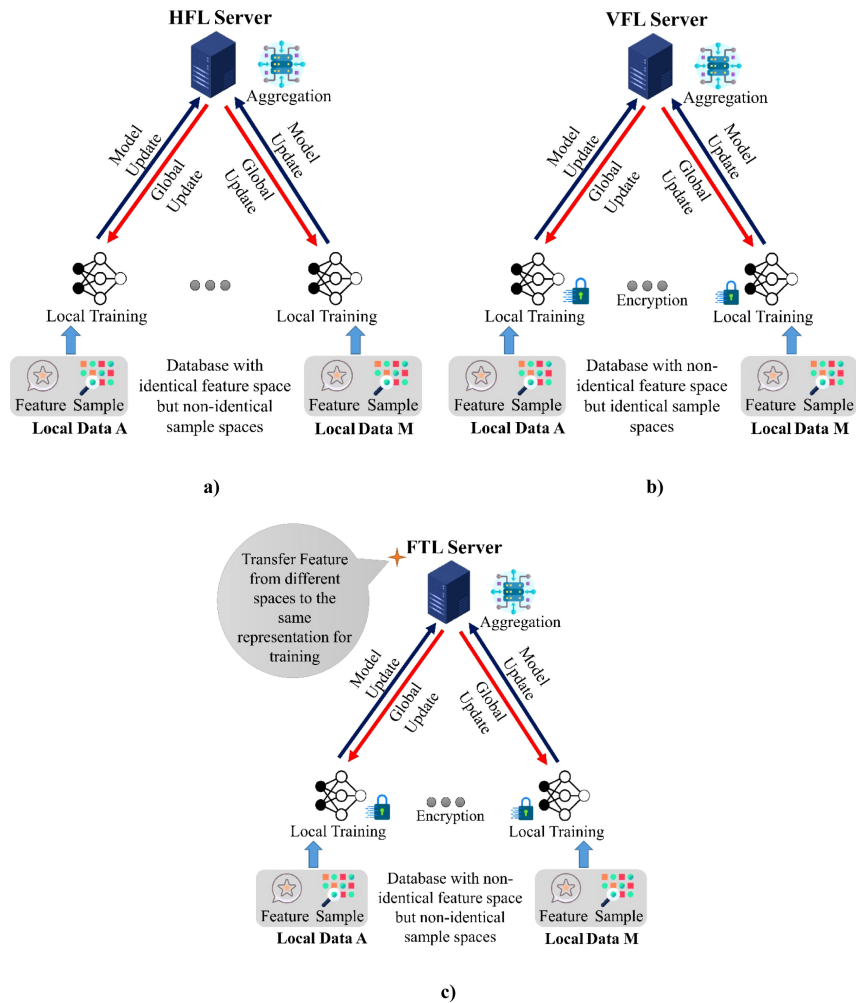 HFL Server
Aggregation
Model
Update
Global
Update
Model
Update
Global
Update
Local Training
Local Training
Feature Sample
Local Data A
Database with
identical feature space
but non-identical
sample spaces
Feature Sample
Local Data M
a)
VFL Server
Aggregation
Model
Update
Global
Update
Model
Update
Global
Update
Encryption
Local Training
Local Training
Feature Sample
Local Data A
Database with non-
identical feature space
but identical sample
spaces
Feature Sample
Local Data M
b)
Transfer Feature
from different
spaces to the
same
representation for
training
FTL Server
Aggregation
Model
Update
Global
Update
Model
Update
Global
Update
Encryption
Local Training
Local Training
Feature Sample
Local Data A
Database with non-
identical feature space
but non-identical
sample spaces
Feature Sample
Local Data M
c)